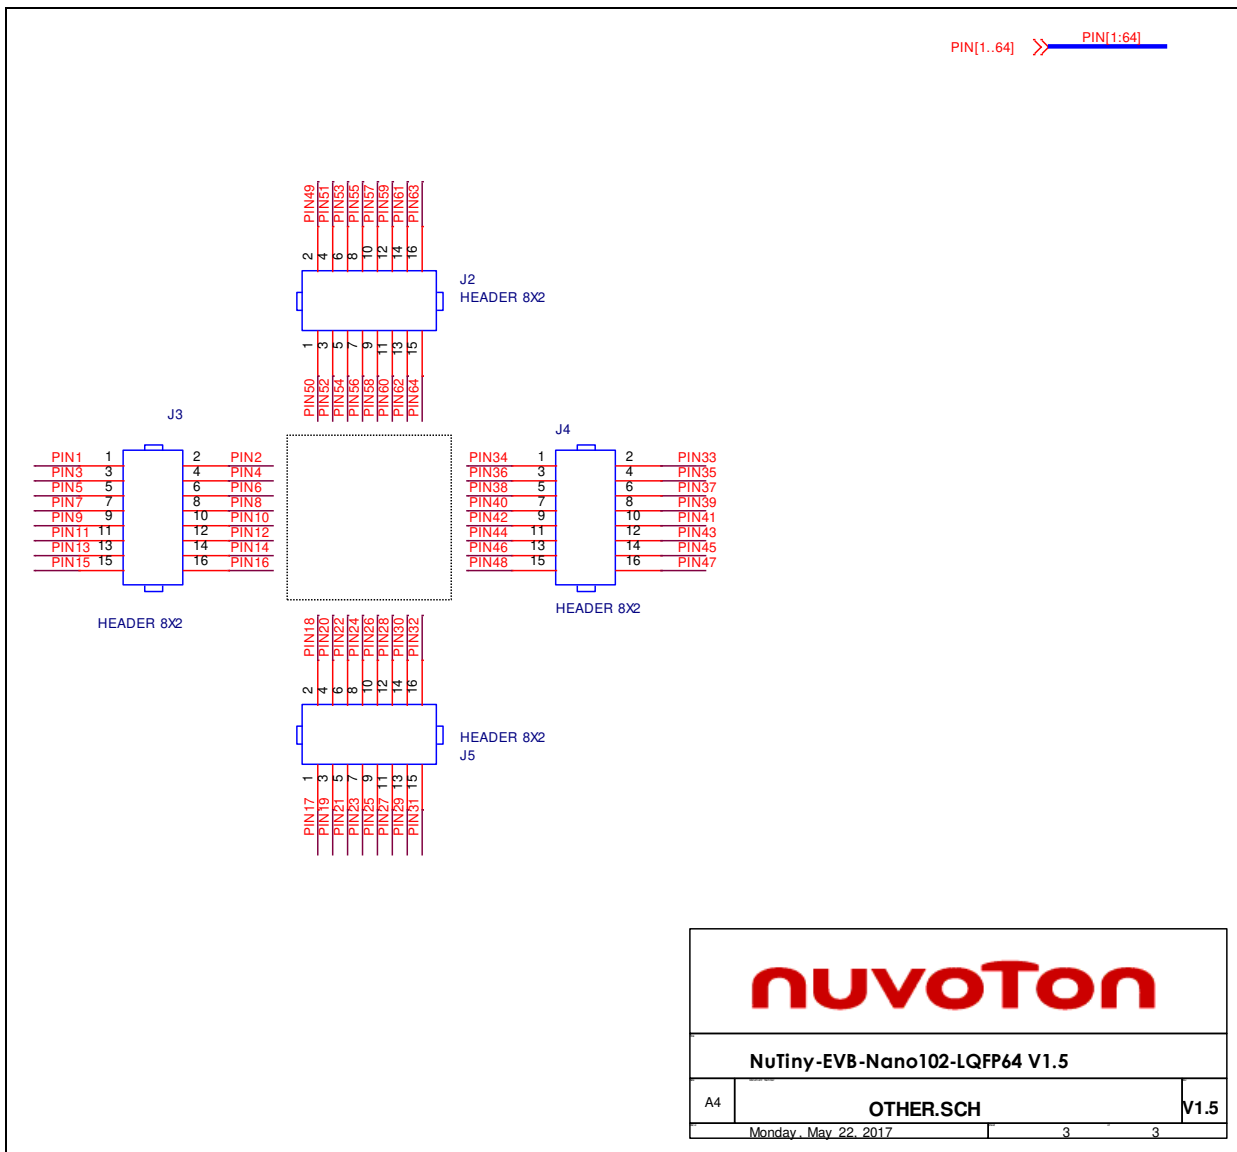 PIN[1..64] PIN[1:64]
PIN49 PIN51 PIN53 PIN55 PIN57 PIN59 PIN61 PIN63
2 4 6 8 10 12 14 16
J2
HEADER 8X2
1 3 5 7 9 11 13 15
PIN50 PIN52 PIN54 PIN56 PIN58 PIN60 PIN62 PIN64
J3
PIN1 1 2 PIN2
PIN3 3 4 PIN4
PIN5 5 6 PIN6
PIN7 7 8 PIN8
PIN9 9 10 PIN10
PIN11 11 12 PIN12
PIN13 13 14 PIN14
PIN15 15 16 PIN16
HEADER 8X2
J4
PIN34 1 2 PIN33
PIN36 3 4 PIN35
PIN38 5 6 PIN37
PIN40 7 8 PIN39
PIN42 9 10 PIN41
PIN44 11 12 PIN43
PIN46 13 14 PIN45
PIN48 15 16 PIN47
HEADER 8X2
PIN18 PIN20 PIN22 PIN24 PIN26 PIN28 PIN30 PIN32
2 4 6 8 10 12 14 16
HEADER 8X2
J5
1 3 5 7 9 11 13 15
PIN17 PIN19 PIN21 PIN23 PIN25 PIN27 PIN29 PIN31
nuvoTon
NuTiny-EVB-Nano102-LQFP64 V1.5
A4 OTHER.SCH V1.5
Monday, May 22, 2017 3 3